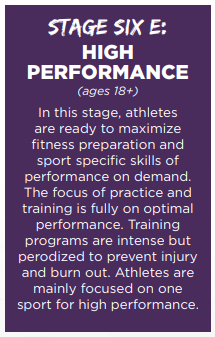 STAGE SIX E:
HIGH
PERFORMANCE
(ages 18+)
In this stage, athletes
are ready to maximize
fitness preparation and
sport specific skills of
performance on demand.
The focus of practice and
training is fully on optimal
performance. Training
programs are intense but
perodized to prevent injury
and burn out. Athletes are
mainly focused on one
sport for high performance.